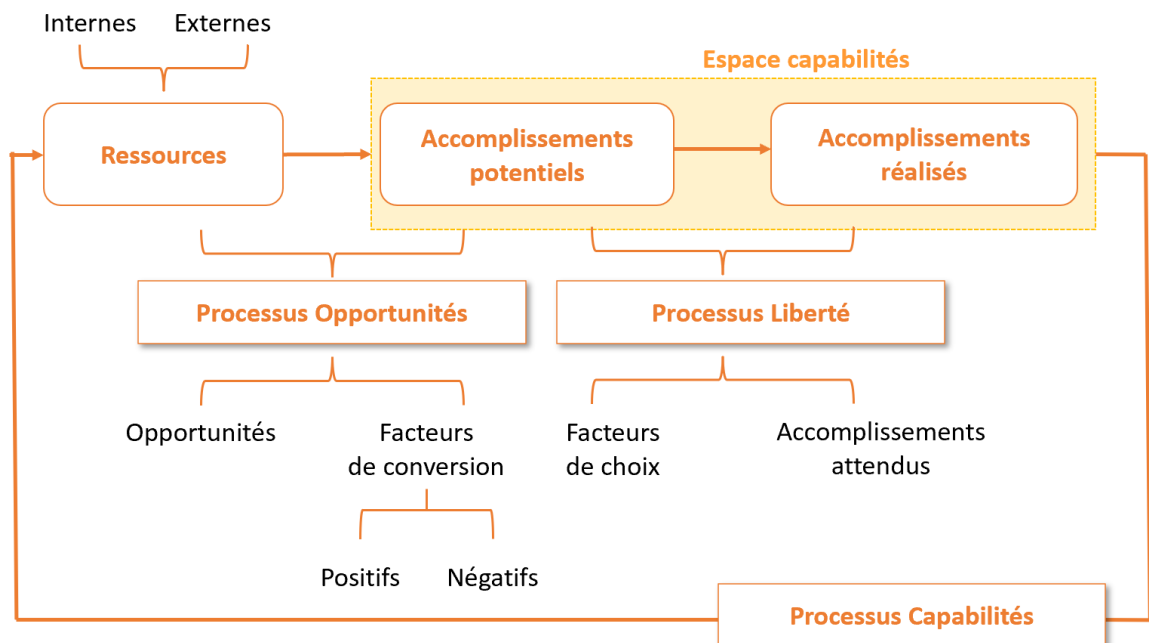 Internes
Externes
Espace capabilités
Ressources
Accomplissements
potentiels
Accomplissements
réalisés
Processus Opportunités
Processus Liberté
Opportunités
Facteurs
de conversion
Facteurs
de choix
Accomplissements
attendus
Positifs
Négatifs
Processus Capabilités